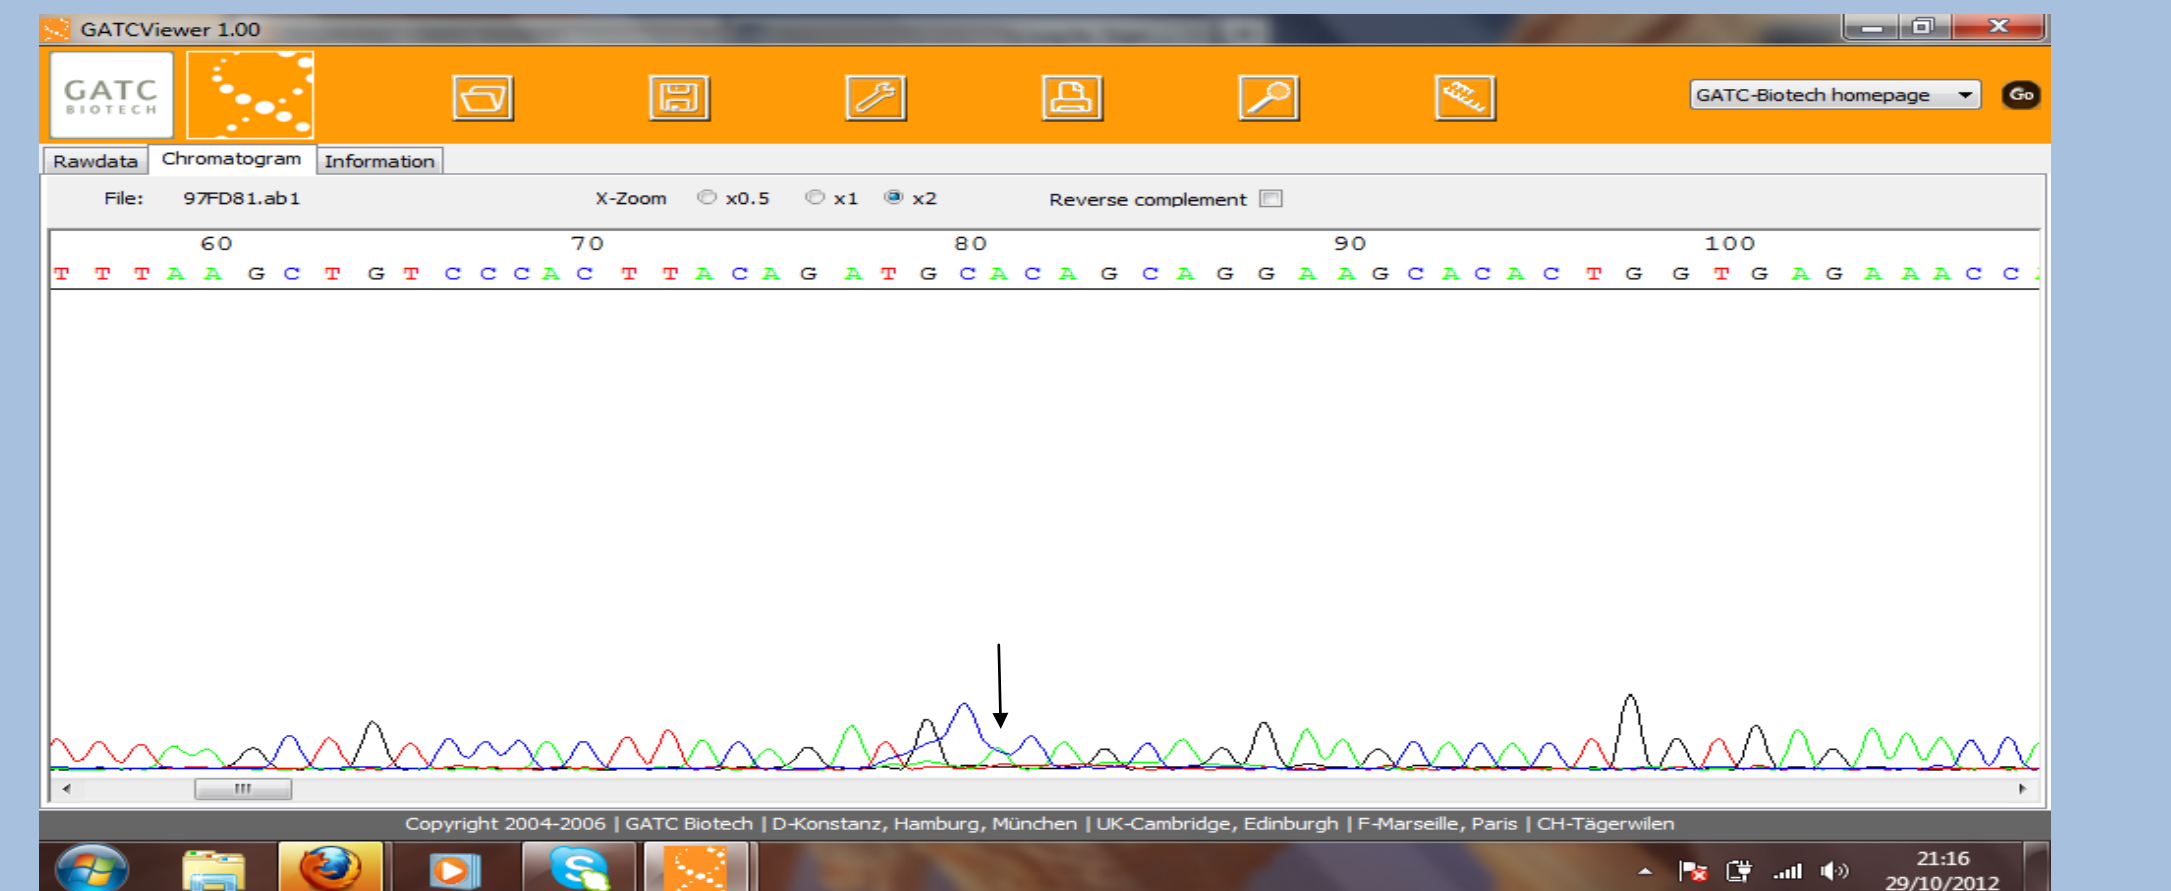 GATCViewer 1.00
GATC
BIOTECH
GATC-Biotech homepage
Go
Rawdata Chromatogram Information
File: 97FD81.ab1 X-Zoom x0.5 x1 x2 Reverse complement
60 70 80 90 100
T T T A A G C T G T C C C A C T T A C A G A T G C A C A G C A G G A A G C A C A C T G G T G A G A A A C C A
Copyright 2004-2006 | GATC Biotech | D-Konstanz, Hamburg, München | UK-Cambridge, Edinburgh | F-Marseille, Paris | CH-Tägerwilen
21:16
29/10/2012